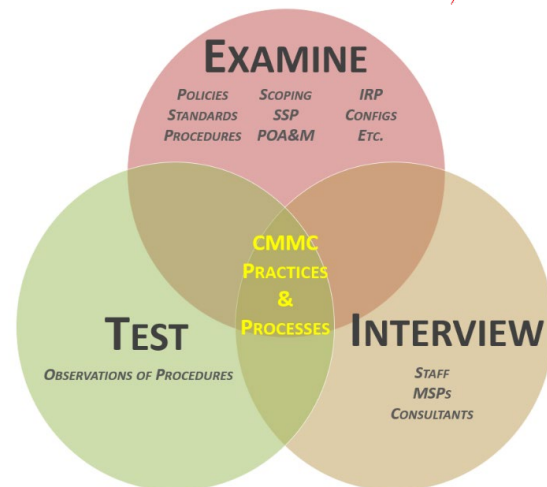 EXAMINE
POLICIES SCOPING IRP
STANDARDS SSP CONFIGS
PROCEDURES POA&M ETC.
CMMC
PRACTICES
&
PROCESSES
TEST
OBSERVATIONS OF PROCEDURES
INTERVIEW
STAFF
MSPS
CONSULTANTS